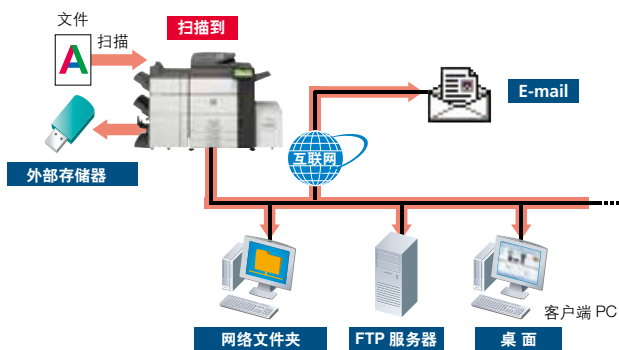 文件
扫描到
扫描
A
E-mail
互联网
外部存储器
客户端 PC
网络文件夹
FTP 服务器
桌 面